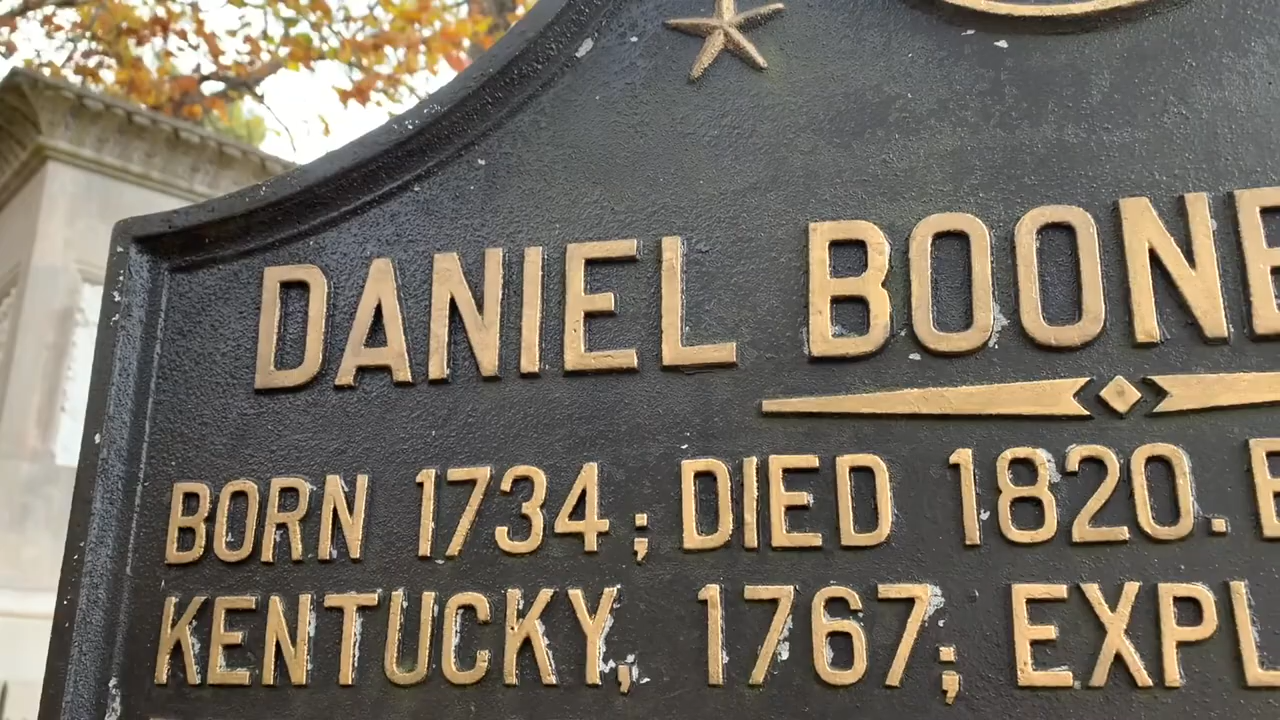 DANIEL BOONE
BORN 1734; DIED 1820.
KENTUCKY, 1767;